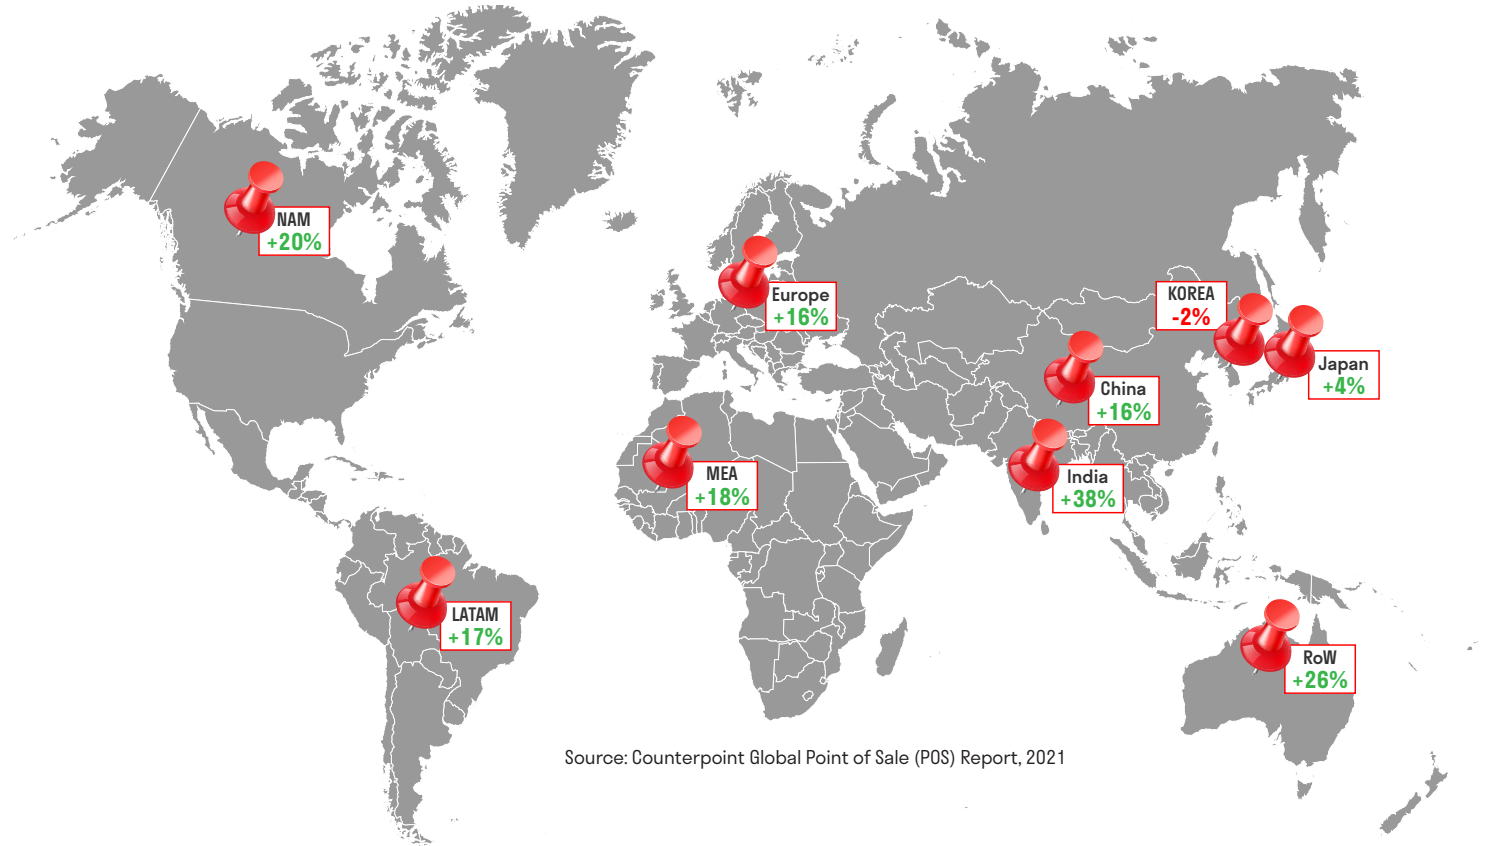 NAM
+20%
Europe
+16%
KOREA
-2%
Japan
+4%
China
+16%
MEA
+18%
India
+38%
LATAM
+17%
RoW
+26%
Source: Counterpoint Global Point of Sale (POS) Report, 2021